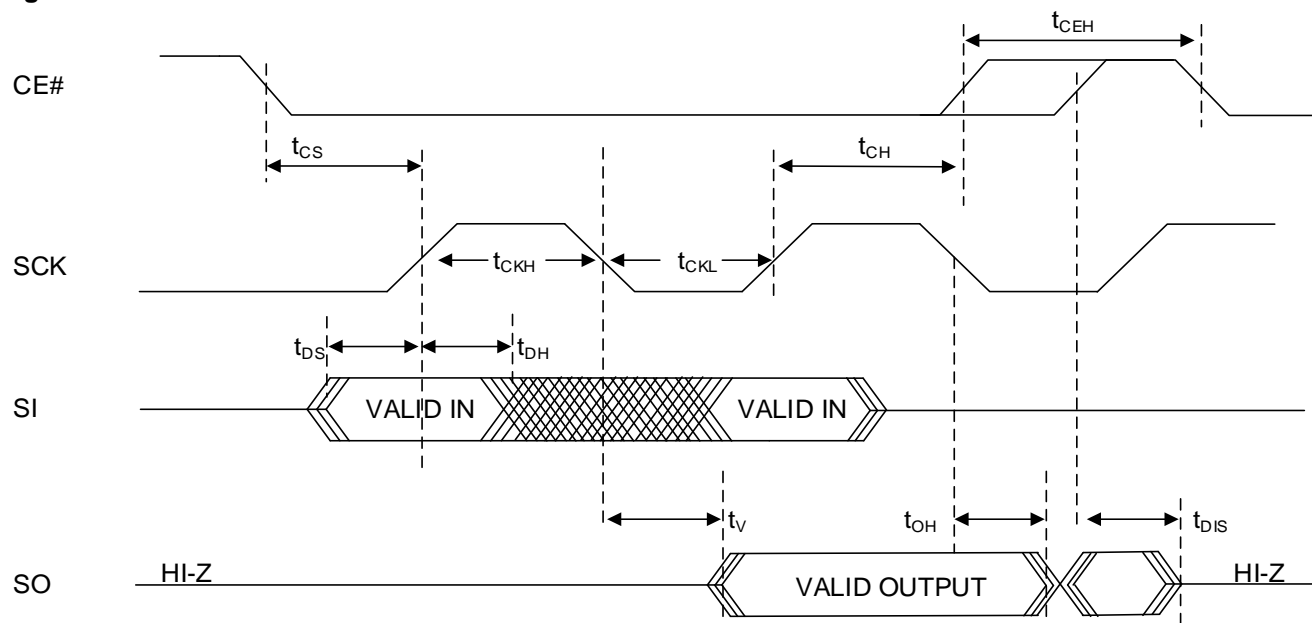 tCEH
CE#
tCS
tCH
SCK
tCKH
tCKL
tDS
tDH
SI
VALID IN
VALID IN
tV
tOH
tDIS
SO
HI-Z
VALID OUTPUT
HI-Z